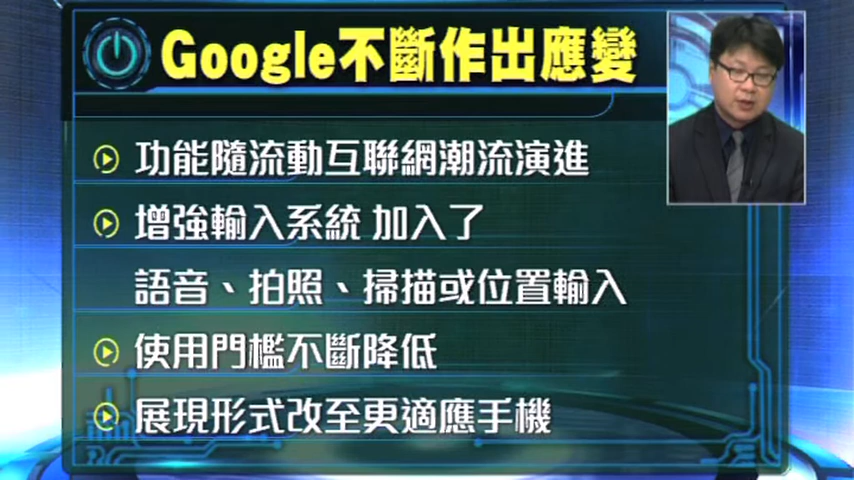 Google不斷作出應變
功能隨流動互聯網潮流演進
增強輸入系統 加入了
語音、拍照、掃描或位置輸入
使用門檻不斷降低
展現形式改至更適應手機